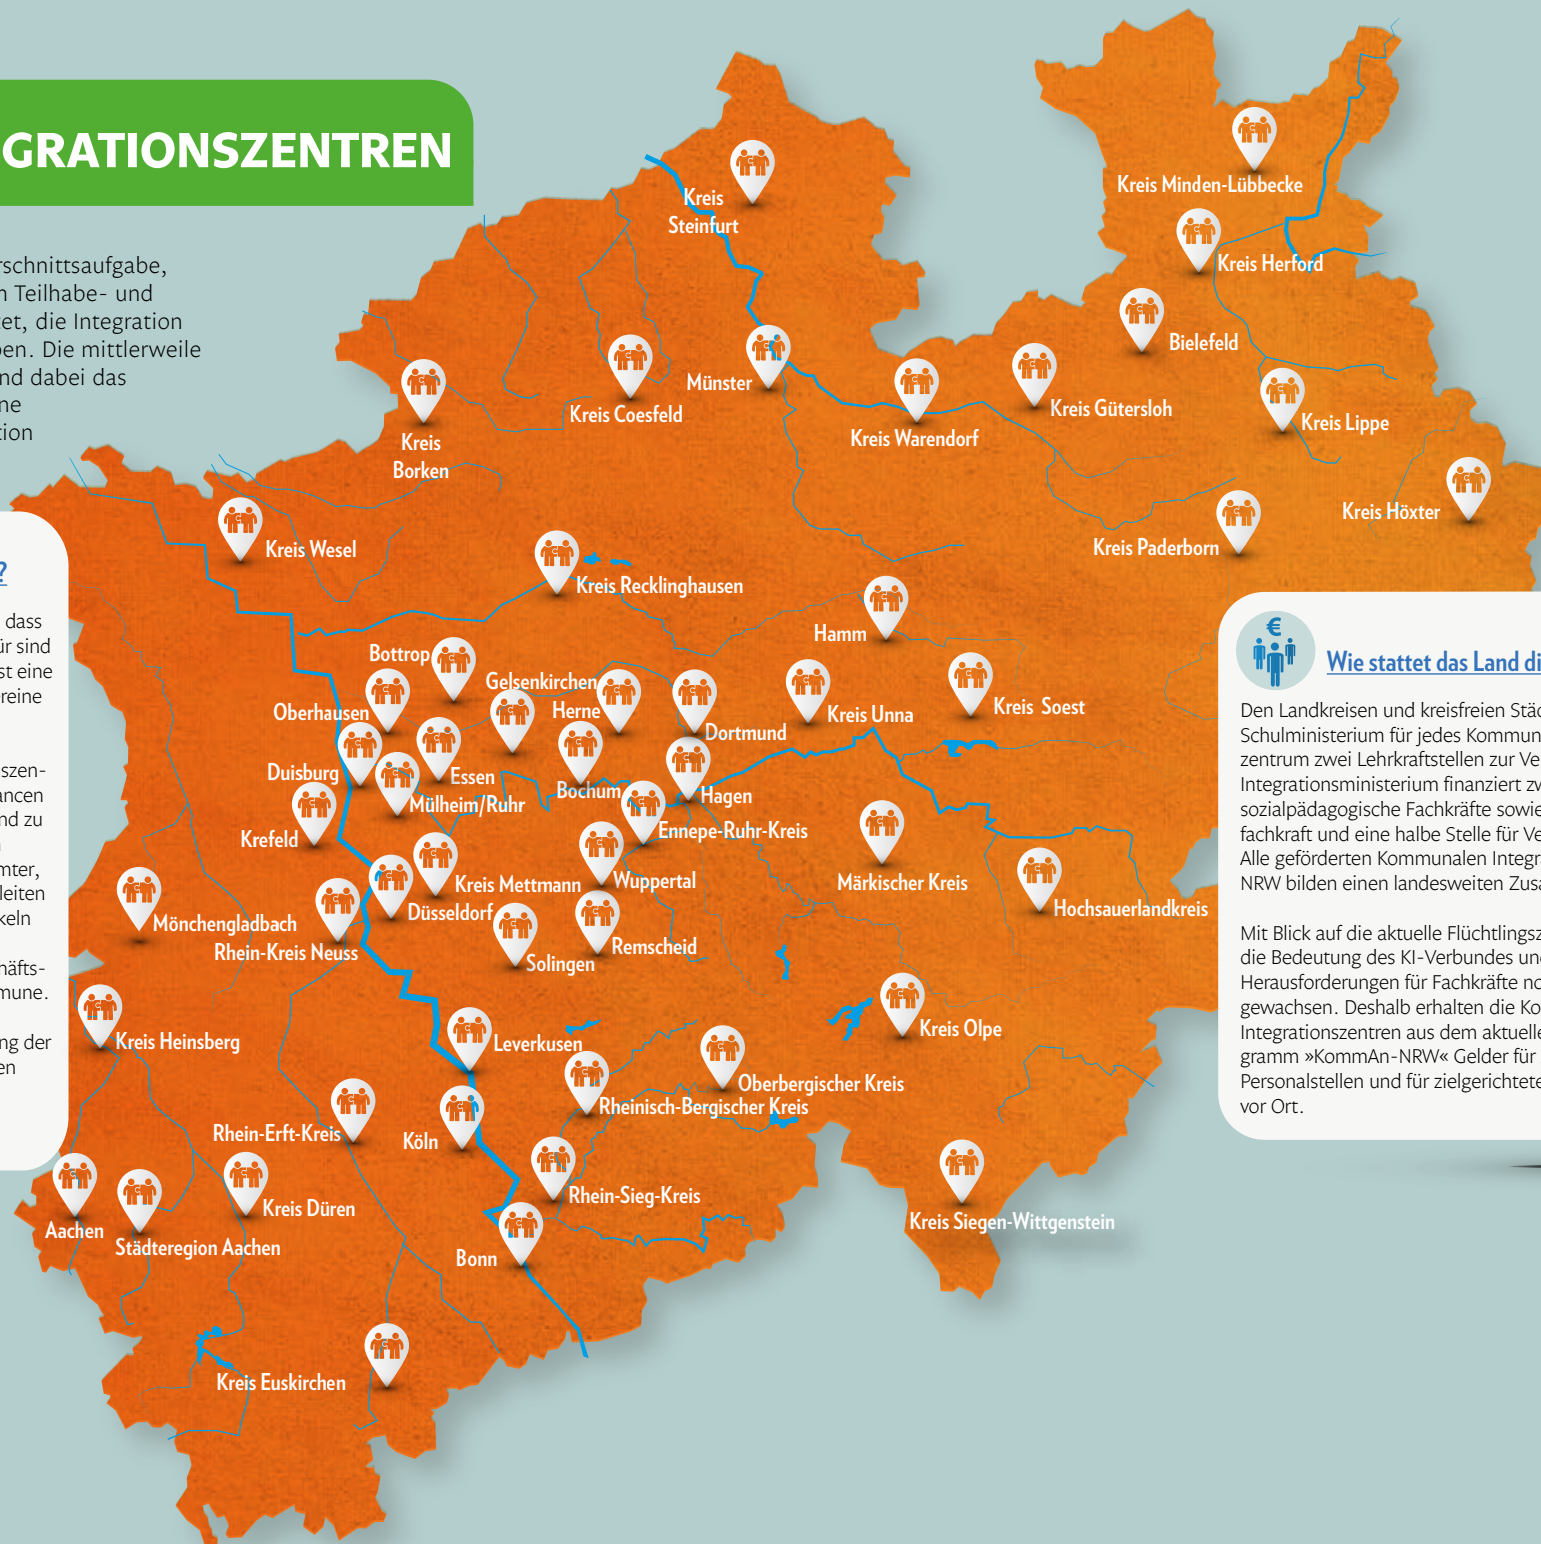 GRATIONSZENTREN
rschnittsaufgabe,
n Teilhabe- und
tet, die Integration
ben. Die mittlerweile
nd dabei das
ne
tion
?
dass
ür sind
st eine
reine
szen-
ancen
nd zu
n
mter,
leiten
keln
häfts-
mune.
ng der
en
Kreis
Steinfurt
Kreis Minden-Lübbecke
Kreis Herford
Bielefeld
Münster
Kreis Coesfeld
Kreis Gütersloh
Kreis Lippe
Kreis Warendorf
Kreis
Borken
Kreis Höxter
Kreis Wesel
Kreis Paderborn
Kreis Recklinghausen
Hamm
Bottrop
Gelsenkirchen
Oberhausen
Herne
Kreis Unna
Kreis Soest
Dortmund
Duisburg
Essen
Bochum
Hagen
Mülheim/Ruhr
Krefeld
Ennepe-Ruhr-Kreis
Kreis Mettmann
Wuppertal
Märkischer Kreis
Hochsauerlandkreis
Düsseldorf
Mönchengladbach
Rhein-Kreis Neuss
Remscheid
Solingen
Kreis Olpe
Kreis Heinsberg
Leverkusen
Oberbergischer Kreis
Rheinisch-Bergischer Kreis
Rhein-Erft-Kreis
Köln
Rhein-Sieg-Kreis
Kreis Düren
Kreis Siegen-Wittgenstein
Aachen
Städteregion Aachen
Bonn
Kreis Euskirchen
€
Wie stattet das Land di
Den Landkreisen und kreisfreien Städ
Schulministerium für jedes Kommun
zentrum zwei Lehrkraftstellen zur Ve
Integrationsministerium finanziert zw
sozialpädagogische Fachkräfte sowie
fachkraft und eine halbe Stelle für Ve
Alle geförderten Kommunalen Integra
NRW bilden einen landesweiten Zusa
Mit Blick auf die aktuelle Flüchtlingsz
die Bedeutung des KI-Verbundes und
Herausforderungen für Fachkräfte no
gewachsen. Deshalb erhalten die Ko
Integrationszentren aus dem aktuelle
gramm »KommAn-NRW« Gelder für
Personalstellen und für zielgerichtete
vor Ort.